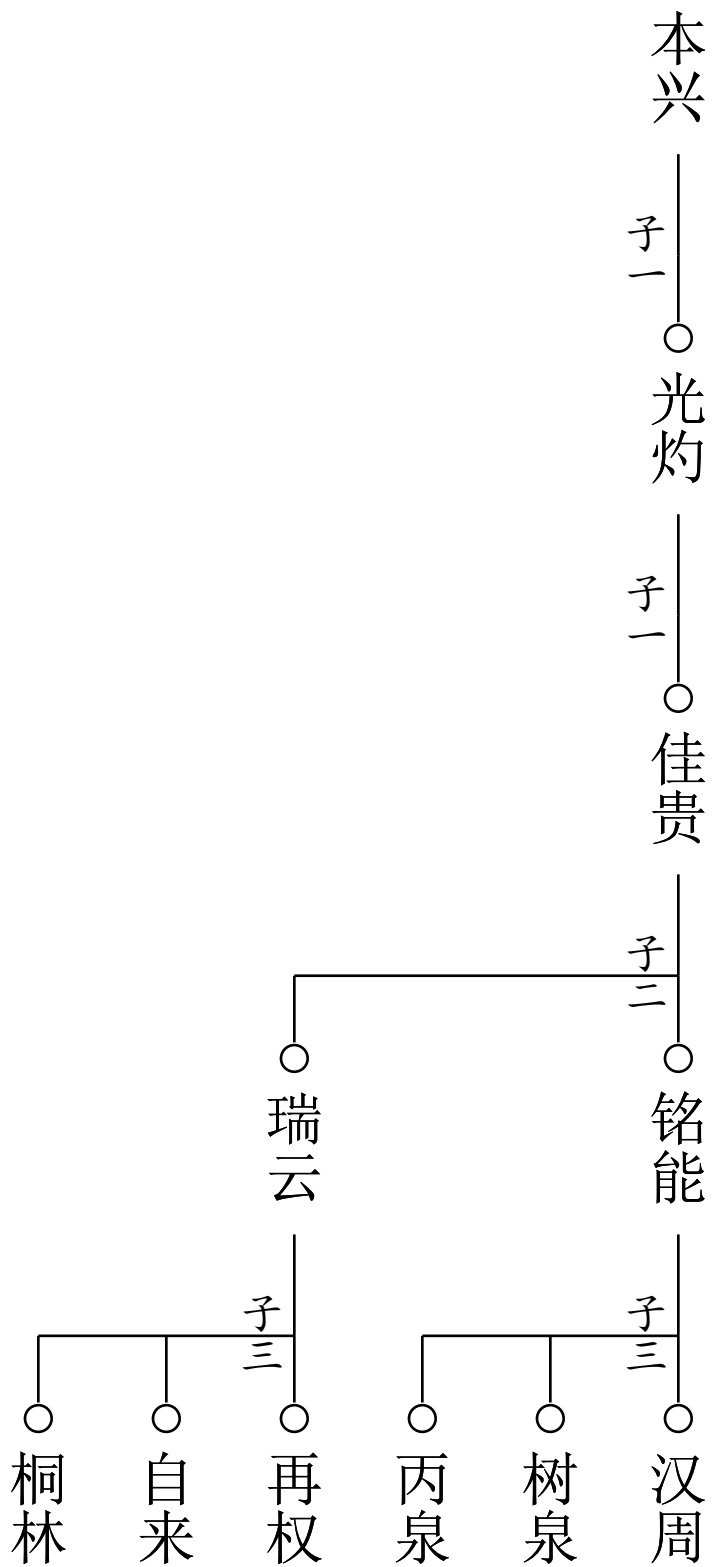 本兴
子一
光灼
子一
佳贵
子二
铭能
瑞云
子三
子三
汉周
树泉
丙泉
再权
自来
桐林